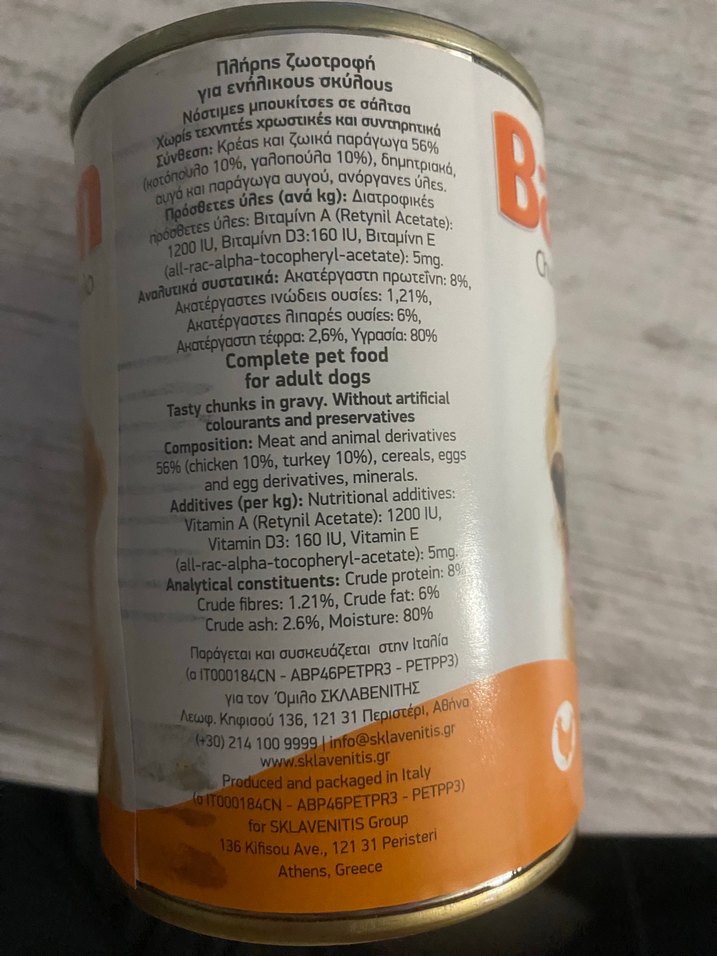 Πλήρης ζωοτροφή
για ενήλικους σκύλους
Νόστιμες μπουκίτσες σε σάλτσα
Χωρίς τεχνητές χρωστικές και συντηρητικά
Σύνθεση: Κρέας και ζωικά παράγωγα 56%
(κοτόπουλο 10%, γαλοπούλα 10%), δημητριακά,
αυγό και παράγωγα αυγού, ανόργανες ύλες.
Πρόσθετες ύλες (ανά kg): Διατροφικές
πρόσθετες ύλες: Βιταμίνη A (Retynil Acetate):
1200 IU, Βιταμίνη D3:160 IU, Βιταμίνη E
(all-rac-alpha-tocopheryl-acetate): 5mg.
Αναλυτικά συστατικά: Ακατέργαστη πρωτεΐνη: 8%,
Ακατέργαστες ινώδεις ουσίες: 1,21%,
Ακατέργαστες λιπαρές ουσίες: 6%,
Ακατέργαστη τέφρα: 2,6%, Υγρασία: 80%
Complete pet food
for adult dogs
Tasty chunks in gravy. Without artificial
colourants and preservatives
Composition: Meat and animal derivatives
56% (chicken 10%, turkey 10%), cereals, eggs
and egg derivatives, minerals.
Additives (per kg): Nutritional additives:
Vitamin A (Retynil Acetate): 1200 IU,
Vitamin D3: 160 IU, Vitamin E
(all-rac-alpha-tocopheryl-acetate): 5mg.
Analytical constituents: Crude protein: 8%
Crude fibres: 1.21%, Crude fat: 6%
Crude ash: 2.6%, Moisture: 80%
Παράγεται και συσκευάζεται στην Ιταλία
(α IT000184CN - ABP46PETPR3 - PETPP3)
για τον Όμιλο ΣΚΛΑΒΕΝΙΤΗΣ
Λεωφ. Κηφισού 136, 121 31 Περιστέρι, Αθήνα
(+30) 214 100 9999 | info@sklavenitis.gr
www.sklavenitis.gr
Produced and packaged in Italy
(α IT000184CN - ABP46PETPR3 - PETPP3)
for SKLAVENITIS Group
136 Kifisou Ave., 121 31 Peristeri
Athens, Greece